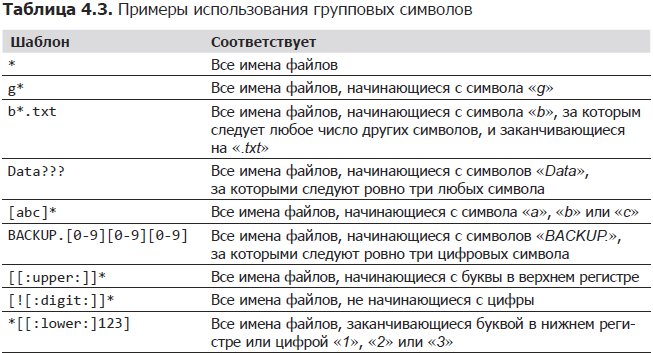 Таблица 4.3. Примеры использования групповых символов
Шаблон Соответствует
* Все имена файлов
g* Все имена файлов, начинающиеся с символа «g»
b*.txt Все имена файлов, начинающиеся с символа «b», за которым
следует любое число других символов, и заканчивающиеся
на «.txt»
Data??? Все имена файлов, начинающиеся с символов «Data»,
за которыми следуют ровно три любых символа
[abc]* Все имена файлов, начинающиеся с символа «a», «b» или «c»
BACKUP.[0-9][0-9][0-9] Все имена файлов, начинающиеся с символов «BACKUP.»,
за которыми следуют ровно три цифровых символа
[[:upper:]]* Все имена файлов, начинающиеся с буквы в верхнем регистре
[![:digit:]]* Все имена файлов, не начинающиеся с цифры
*[[:lower:]123] Все имена файлов, заканчивающиеся буквой в нижнем реги-
стре или цифрой «1», «2» или «3»